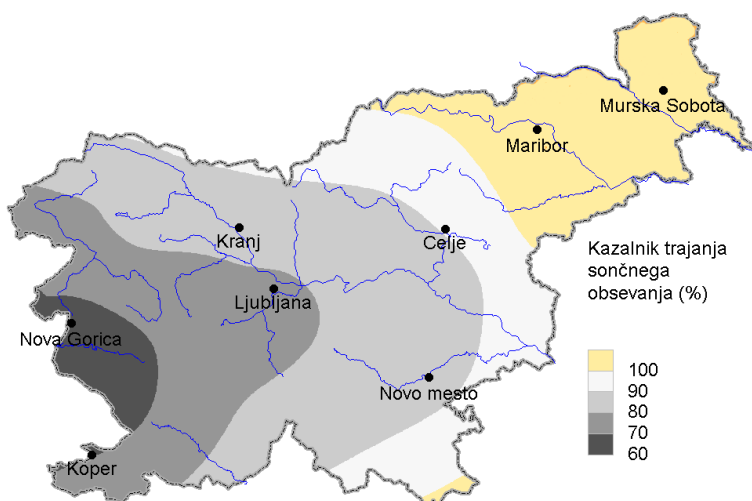 Murska Sobota
Maribor
Kranj
Celje
Ljubljana
Nova Gorica
Novo mesto
Koper
Kazalnik trajanja
sončnega
obsevanja (%)
100
90
80
70
60